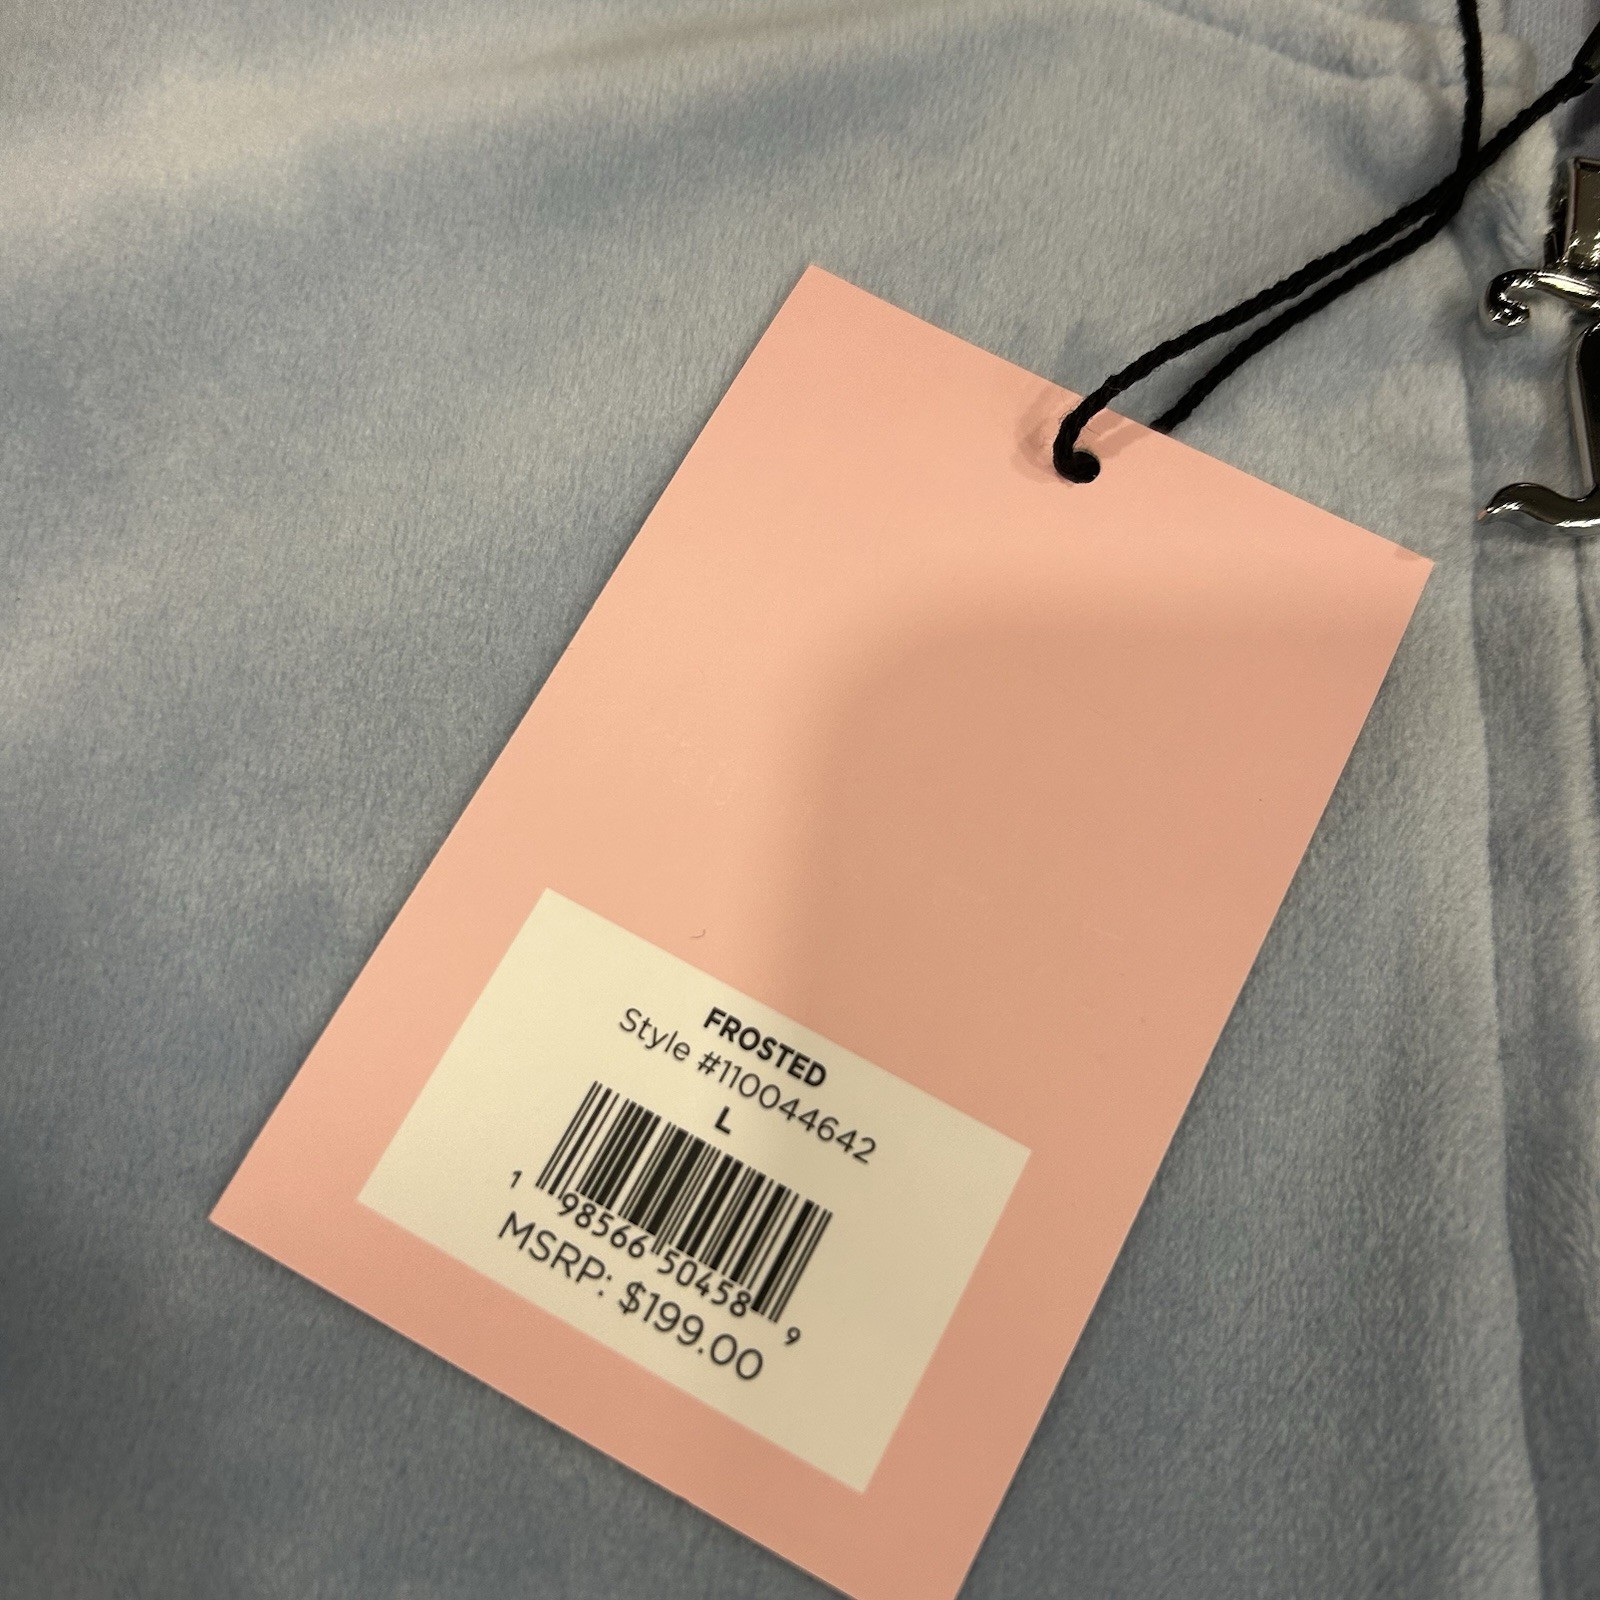 FROSTED
Style #110044642
L
1 98566 50458 9
MSRP: $199.00